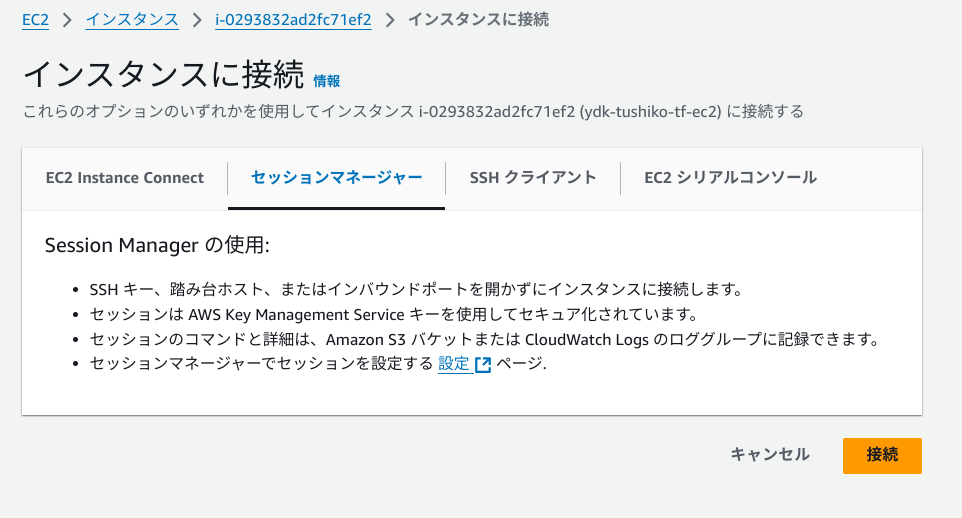 EC2 > インスタンス > i-0293832ad2fc71ef2 > インスタンスに接続
インスタンスに接続 情報
これらのオプションのいずれかを使用してインスタンス i-0293832ad2fc71ef2 (ydk-tushiko-tf-ec2) に接続する
EC2 Instance Connect セッションマネージャー SSH クライアント EC2 シリアルコンソール
Session Manager の使用:
• SSH キー、踏み台ホスト、またはインバウンドポートを開かずにインスタンスに接続します。
• セッションは AWS Key Management Service キーを使用してセキュア化されています。
• セッションのコマンドと詳細は、Amazon S3 バケットまたは CloudWatch Logs のロググループに記録できます。
• セッションマネージャーでセッションを設定する 設定 ページ.
キャンセル 接続